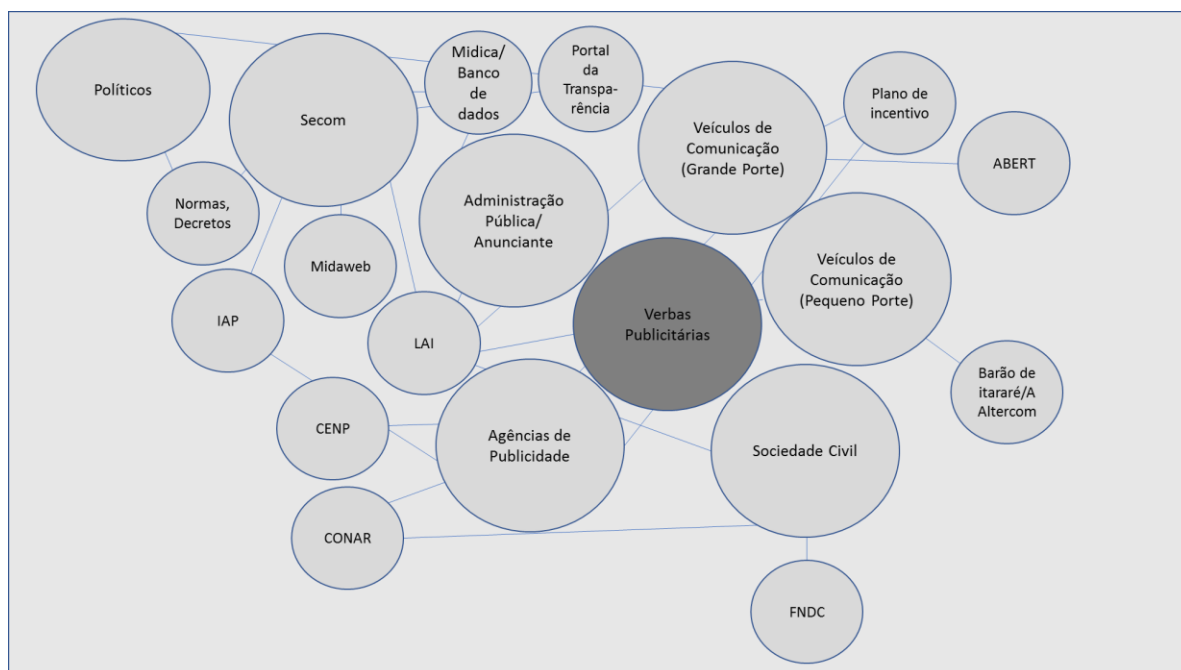 Políticos
Secom
Midica/
Banco
de
dados
Portal
da
Transpa-
rência
Veículos de
Comunicação
(Grande Porte)
Plano de
incentivo
ABERT
Normas,
Decretos
Administração
Pública/
Anunciante
Midaweb
Veículos de
Comunicação
(Pequeno Porte)
IAP
LAI
Verbas
Publicitárias
Barão de
itararé/A
Altercom
CENP
Agências de
Publicidade
Sociedade Civil
CONAR
FNDC